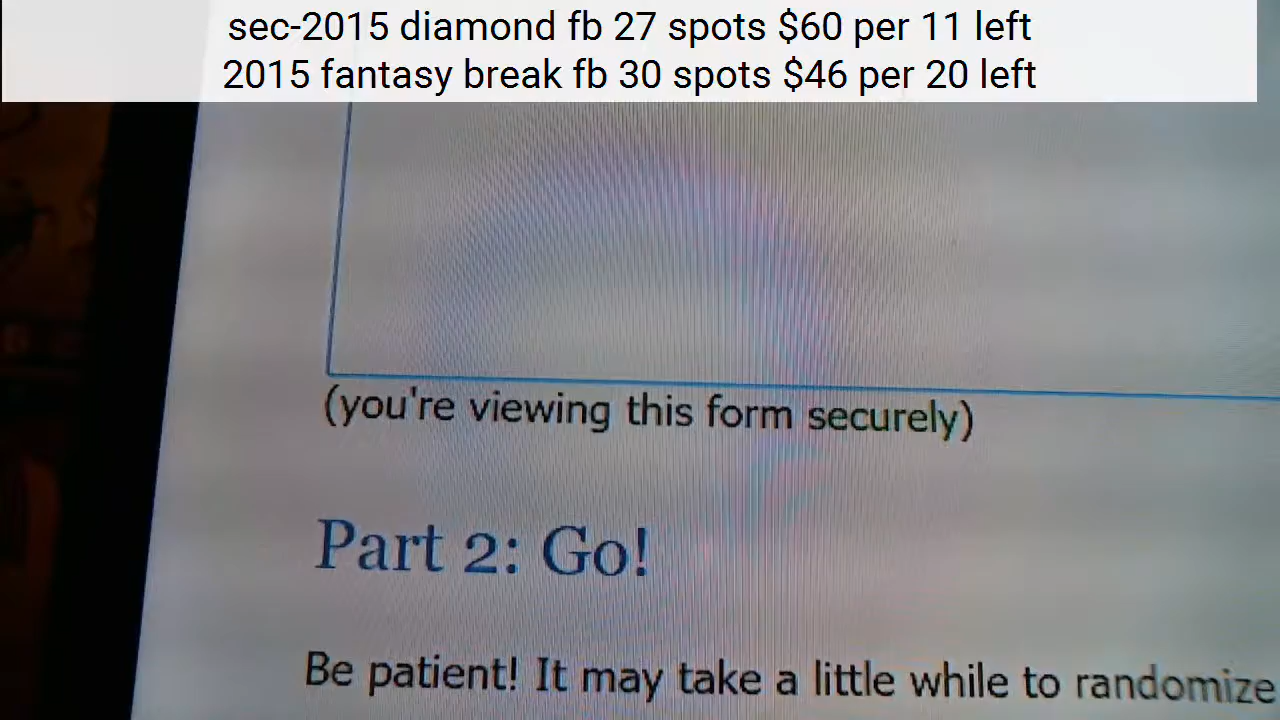 sec-2015 diamond fb 27 spots $60 per 11 left
2015 fantasy break fb 30 spots $46 per 20 left
(you're viewing this form securely)
Part 2: Go!
Be patient! It may take a little while to randomize